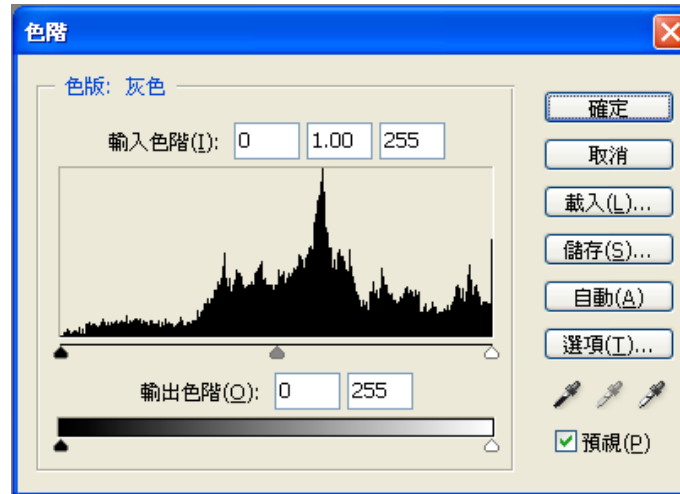 色階
色版: 灰色
輸入色階(I): 0 1.00 255
輸出色階(O): 0 255
確定
取消
載入(L)...
儲存(S)...
自動(A)
選項(T)...
預視(P)